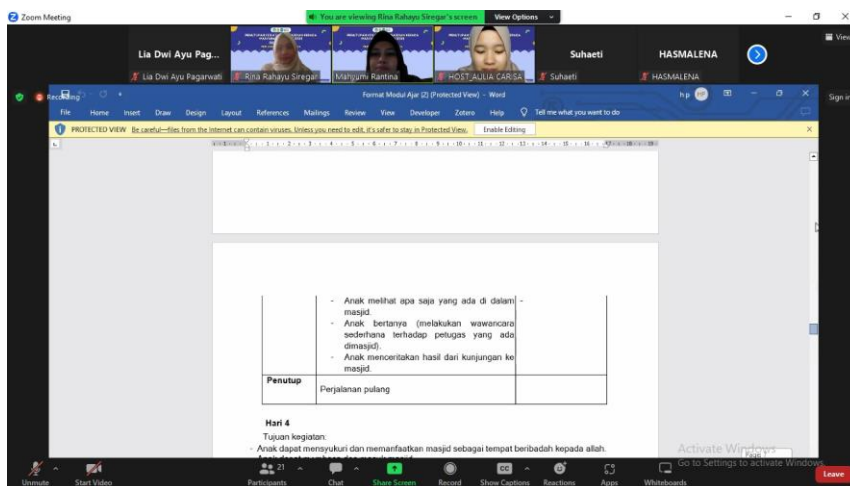 Zoom Meeting
You are viewing Rina Rahayu Siregar's screen
View Options
View
Lia Dwi Ayu Pag...
Suhaeti
HASMALENA
Lia Dwi Ayu Pagarwati
Rina Rahayu Siregar
Mahyumi Rantina
HOST_AULIA CARISA
Suhaeti
HASMALENA
Recording
Format Modul Ajar (2) (Protected View) - Word
h p
Sign in
File Home Insert Draw Design Layout References Mailings Review View Developer Zotero Help Tell me what you want to do
PROTECTED VIEW Be careful—files from the Internet can contain viruses. Unless you need to edit, it's safer to stay in Protected View. Enable Editing
- Anak melihat apa saja yang ada di dalam -
masjid.
- Anak bertanya (melakukan wawancara
sederhana terhadap petugas yang ada
dimasjid).
- Anak menceritakan hasil dari kunjungan ke
masjid.
Penutup
Perjalanan pulang
Hari 4
Tujuan kegiatan:
- Anak dapat mensyukuri dan memanfaatkan masjid sebagai tempat beribadah kepada allah.
Activate Windows
Go to Settings to activate Windows.
Unmute
Start Video
21
Participants
Chat
Share Screen
Record
CC
Show Captions
Reactions
Apps
Whiteboards
Leave